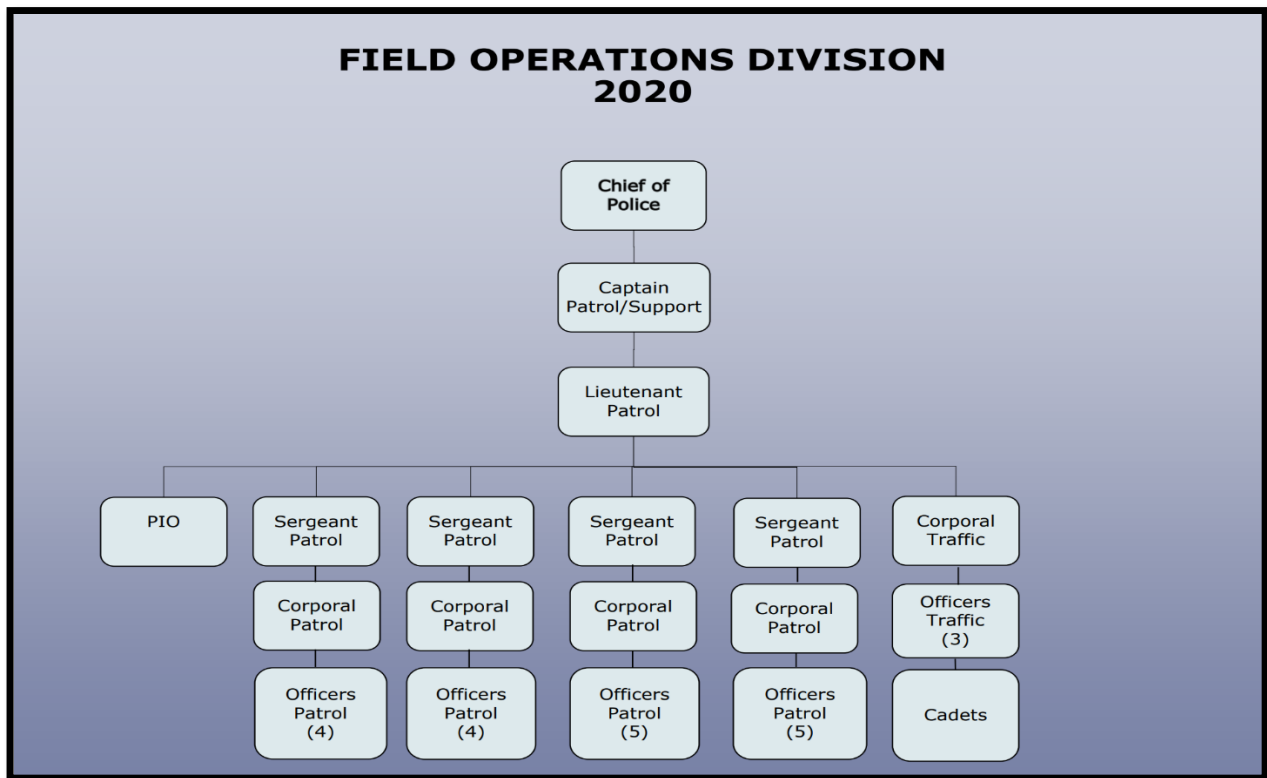 FIELD OPERATIONS DIVISION
2020
Chief of
Police
Captain
Patrol/Support
Lieutenant
Patrol
PIO
Sergeant
Patrol
Sergeant
Patrol
Sergeant
Patrol
Sergeant
Patrol
Corporal
Traffic
Corporal
Patrol
Corporal
Patrol
Corporal
Patrol
Corporal
Patrol
Officers
Traffic
(3)
Officers
Patrol
(4)
Officers
Patrol
(4)
Officers
Patrol
(5)
Officers
Patrol
(5)
Cadets